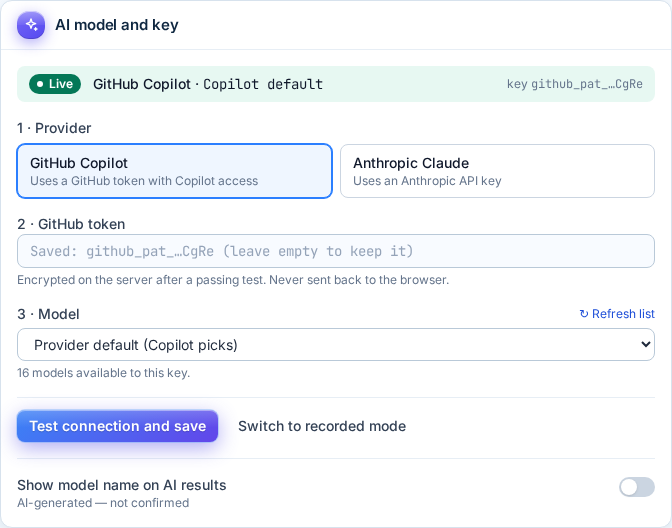 AI model and key
Live GitHub Copilot · Copilot default key github_pat_…CgRe
1 · Provider
GitHub Copilot
Uses a GitHub token with Copilot access
Anthropic Claude
Uses an Anthropic API key
2 · GitHub token
Saved: github_pat_…CgRe (leave empty to keep it)
Encrypted on the server after a passing test. Never sent back to the browser.
3 · Model ↻ Refresh list
Provider default (Copilot picks)
16 models available to this key.
Test connection and save Switch to recorded mode
Show model name on AI results
AI-generated — not confirmed